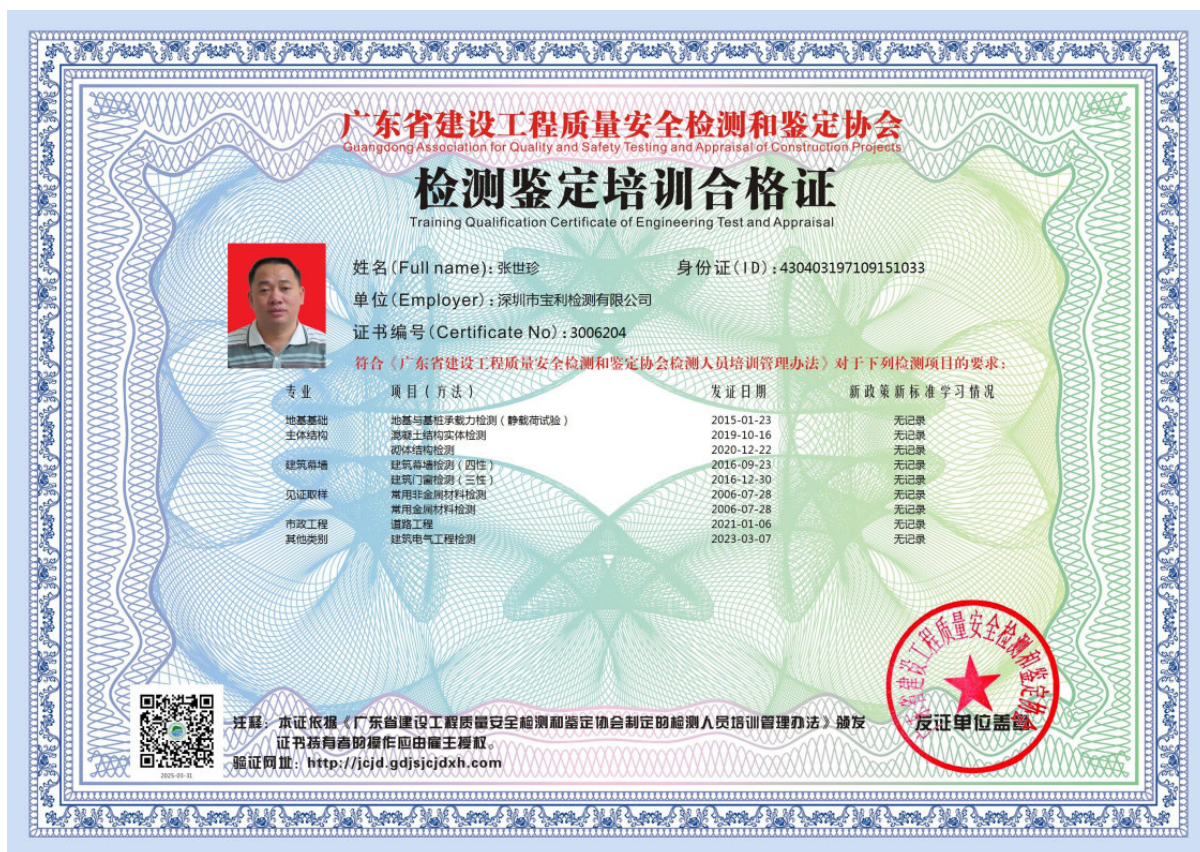 广东省建设工程质量安全检测和鉴定协会
Guangdong Association for Quality and Safety Testing and Appraisal of Construction Projects
检测鉴定培训合格证
Training Qualification Certificate of Engineering Test and Appraisal
姓名(Full name):张世珍 身份证(ID):430403197109151033
单位(Employer):深圳市宝利检测有限公司
证书编号(Certificate No):3006204
符合《广东省建设工程质量安全检测和鉴定协会检测人员培训管理办法》对于下列检测项目的要求:
专业 项目(方法) 发证日期 新政策新标准学习情况
地基基础 地基与基桩承载力检测(静载荷试验) 2015-01-23 无记录
主体结构 混凝土结构实体检测 2019-10-16 无记录
砌体结构检测 2020-12-22 无记录
建筑幕墙 建筑幕墙检测(四性) 2016-09-23 无记录
建筑门窗检测(三性) 2016-12-30 无记录
见证取样 常用非金属材料检测 2006-07-28 无记录
常用金属材料检测 2006-07-28 无记录
市政工程 道路工程 2021-01-06 无记录
其他类别 建筑电气工程检测 2023-03-07 无记录
广东省建设工程质量安全检测和鉴定协会
注释:本证依据《广东省建设工程质量安全检测和鉴定协会制定的检测人员培训管理办法》颁发
发证单位盖章
证书持有者的操作应由雇主授权。
验证网址:http://jcjd.gdjsjcjdxh.com
2025-03-31